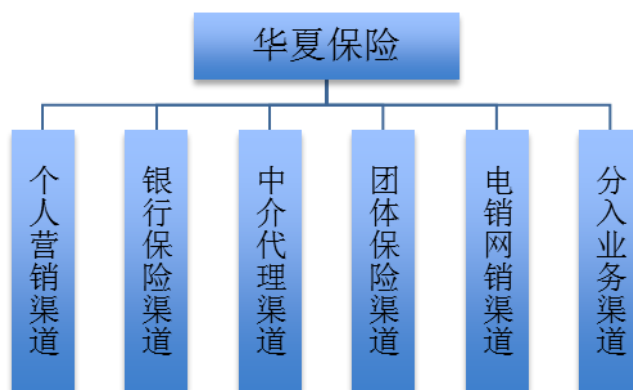 华夏保险
个人营销渠道
银行保险渠道
中介代理渠道
团体保险渠道
电销网销渠道
分入业务渠道